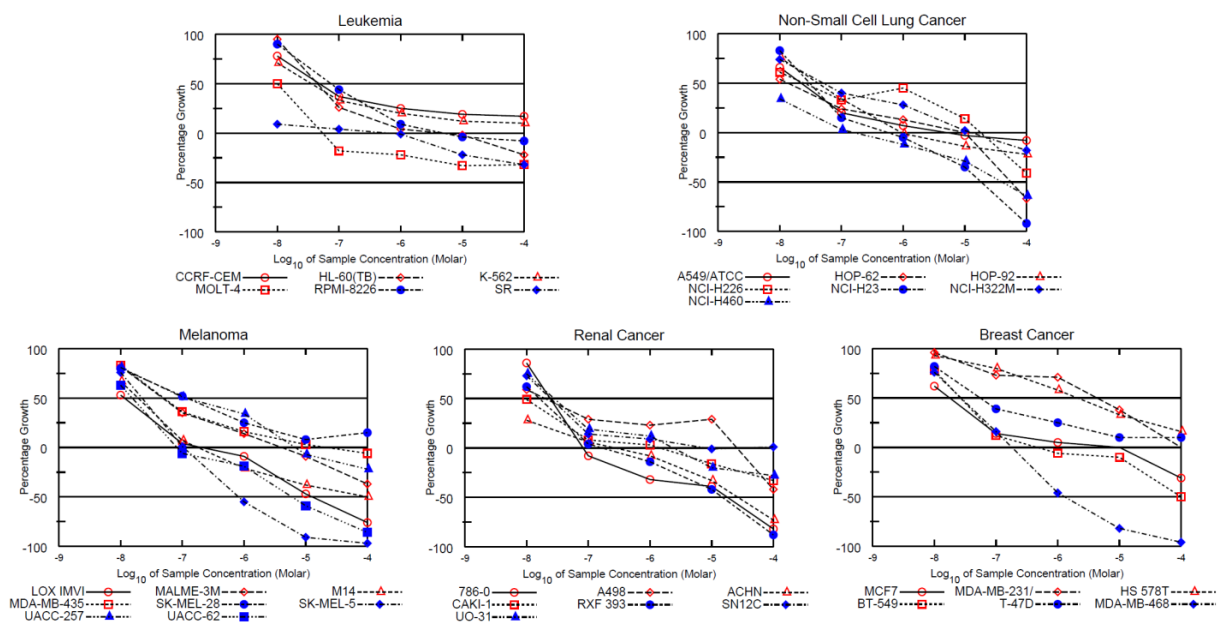 Leukemia
100
50
0
-50
-100
Percentage Growth
-9 -8 -7 -6 -5 -4
Log10 of Sample Concentration (Molar)
CCRF-CEM HL-60(TB) K-562
MOLT-4 RPMI-8226 SR
Non-Small Cell Lung Cancer
100
50
0
-50
-100
Percentage Growth
-9 -8 -7 -6 -5 -4
Log10 of Sample Concentration (Molar)
A549/ATCC HOP-62 HOP-92
NCI-H226 NCI-H23 NCI-H322M
NCI-H460
Melanoma
100
50
0
-50
-100
Percentage Growth
-9 -8 -7 -6 -5 -4
Log10 of Sample Concentration (Molar)
LOX IMVI MALME-3M M14
MDA-MB-435 SK-MEL-28 SK-MEL-5
UACC-257 UACC-62
Renal Cancer
100
50
0
-50
-100
Percentage Growth
-9 -8 -7 -6 -5 -4
Log10 of Sample Concentration (Molar)
786-0 A498 ACHN
CAKI-1 RXF 393 SN12C
UO-31
Breast Cancer
100
50
0
-50
-100
Percentage Growth
-9 -8 -7 -6 -5 -4
Log10 of Sample Concentration (Molar)
MCF7 MDA-MB-231/ HS 578T
BT-549 T-47D MDA-MB-468